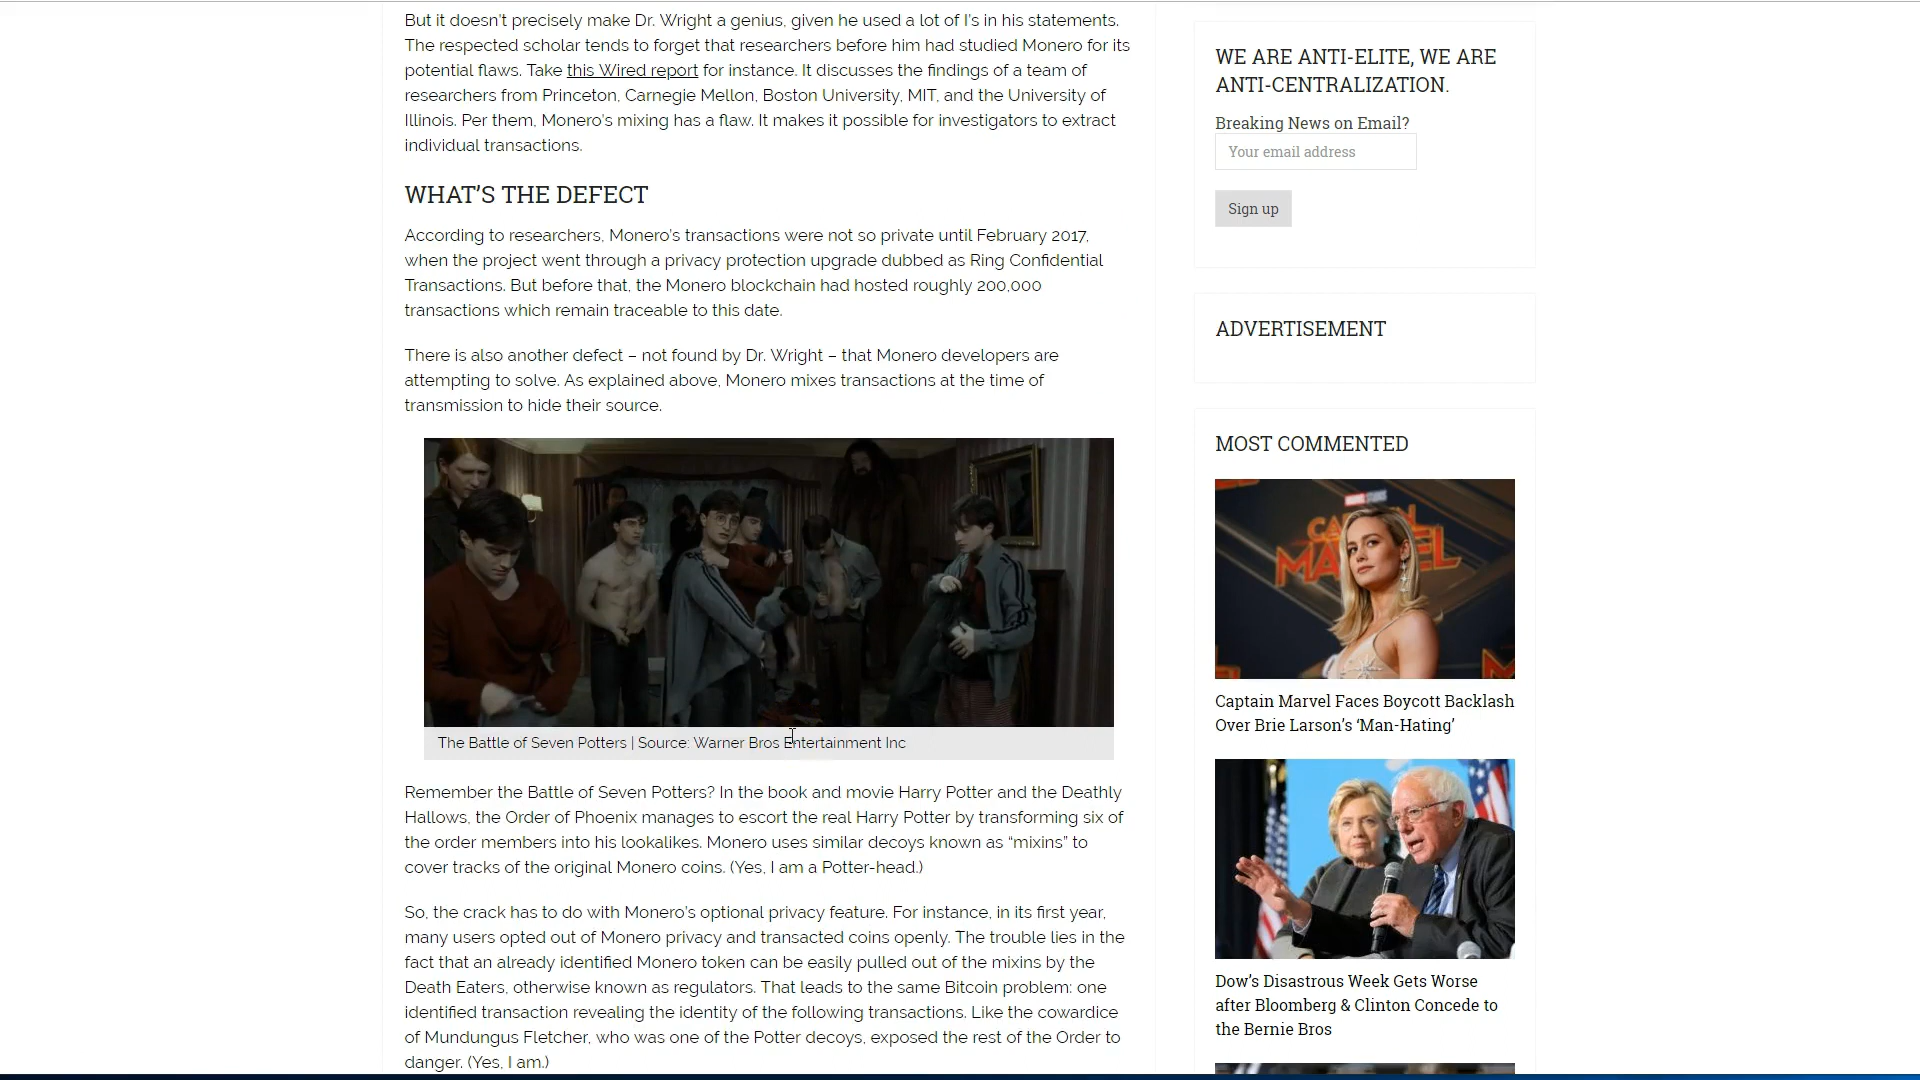 But it doesn’t precisely make Dr. Wright a genius, given he used a lot of I’s in his statements.
The respected scholar tends to forget that researchers before him had studied Monero for its
potential flaws. Take this Wired report for instance. It discusses the findings of a team of
researchers from Princeton, Carnegie Mellon, Boston University, MIT, and the University of
Illinois. Per them, Monero’s mixing has a flaw. It makes it possible for investigators to extract
individual transactions.
WHAT’S THE DEFECT
According to researchers, Monero’s transactions were not so private until February 2017,
when the project went through a privacy protection upgrade dubbed as Ring Confidential
Transactions. But before that, the Monero blockchain had hosted roughly 200,000
transactions which remain traceable to this date.
There is also another defect – not found by Dr. Wright – that Monero developers are
attempting to solve. As explained above, Monero mixes transactions at the time of
transmission to hide their source.
The Battle of Seven Potters | Source: Warner Bros Entertainment Inc
Remember the Battle of Seven Potters? In the book and movie Harry Potter and the Deathly
Hallows, the Order of Phoenix manages to escort the real Harry Potter by transforming six of
the order members into his lookalikes. Monero uses similar decoys known as “mixins” to
cover tracks of the original Monero coins. (Yes, I am a Potter-head.)
So, the crack has to do with Monero’s optional privacy feature. For instance, in its first year,
many users opted out of Monero privacy and transacted coins openly. The trouble lies in the
fact that an already identified Monero token can be easily pulled out of the mixins by the
Death Eaters, otherwise known as regulators. That leads to the same Bitcoin problem: one
identified transaction revealing the identity of the following transactions. Like the cowardice
of Mundungus Fletcher, who was one of the Potter decoys, exposed the rest of the Order to
danger. (Yes, I am.)
WE ARE ANTI-ELITE, WE ARE
ANTI-CENTRALIZATION.
Breaking News on Email?
Your email address
Sign up
ADVERTISEMENT
MOST COMMENTED
CAPTAIN
MARVEL
Captain Marvel Faces Boycott Backlash
Over Brie Larson’s ‘Man-Hating’
Dow’s Disastrous Week Gets Worse
after Bloomberg & Clinton Concede to
the Bernie Bros